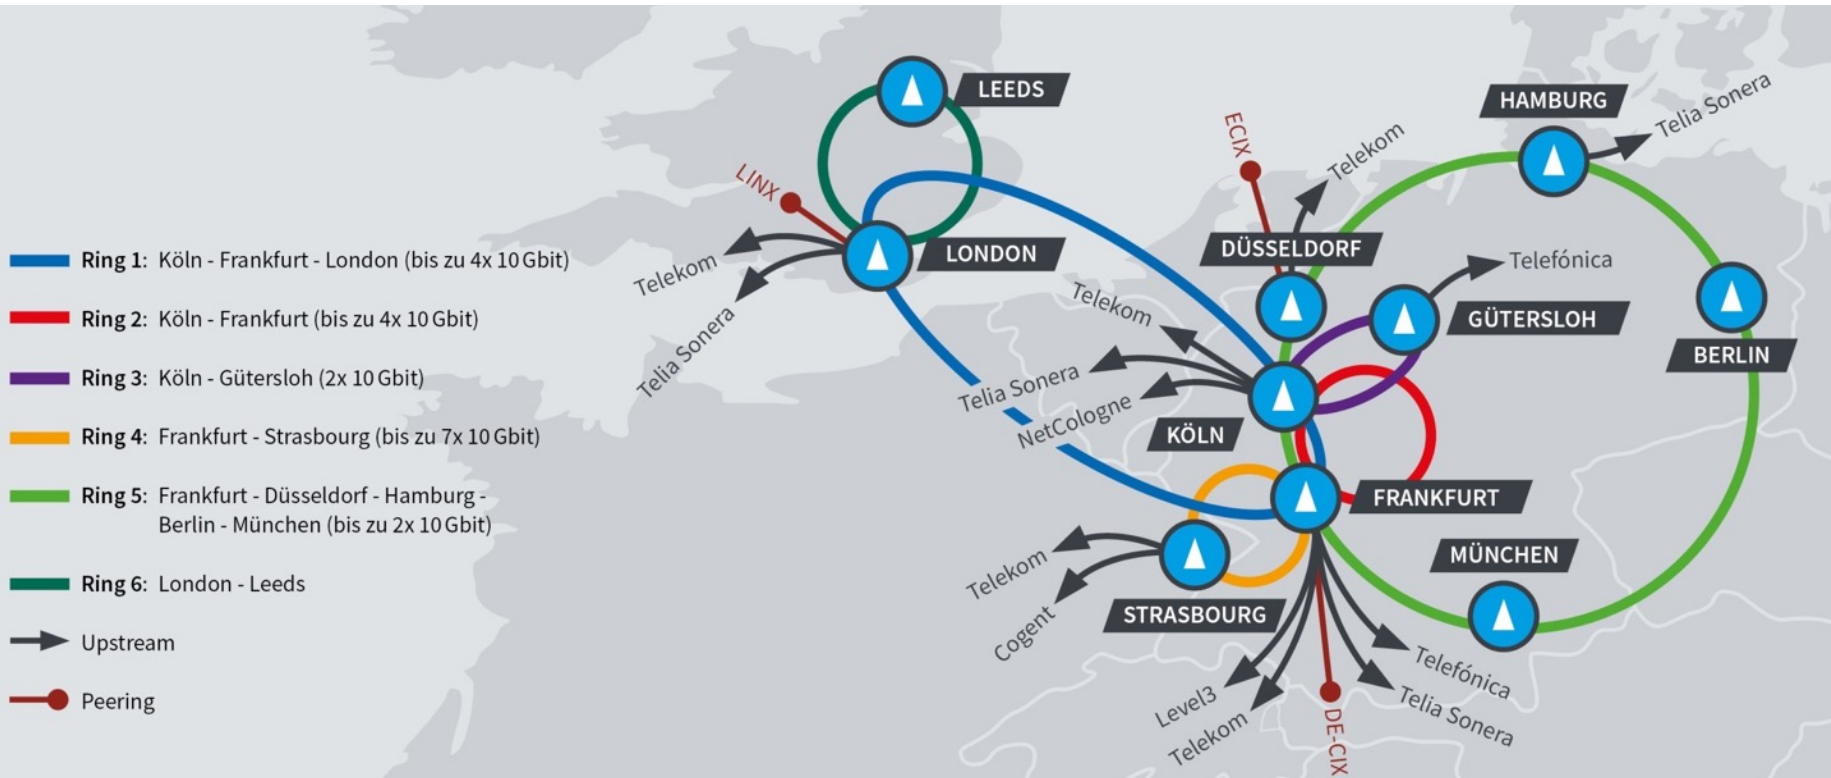 LEEDS
HAMBURG
Telia Sonera
ECIX
Telekom
LINX
DÜSSELDORF
LONDON
Telekom
Telia Sonera
Telefónica
GÜTERSLOH
BERLIN
Telekom
Telia Sonera
NetCologne
KÖLN
FRANKFURT
MÜNCHEN
Telekom
Cogent
STRASBOURG
Level3
Telekom
DE-CIX
Telefónica
Telia Sonera
Ring 1: Köln - Frankfurt - London (bis zu 4x 10 Gbit)
Ring 2: Köln - Frankfurt (bis zu 4x 10 Gbit)
Ring 3: Köln - Gütersloh (2x 10 Gbit)
Ring 4: Frankfurt - Strasbourg (bis zu 7x 10 Gbit)
Ring 5: Frankfurt - Düsseldorf - Hamburg -
Berlin - München (bis zu 2x 10 Gbit)
Ring 6: London - Leeds
Upstream
Peering